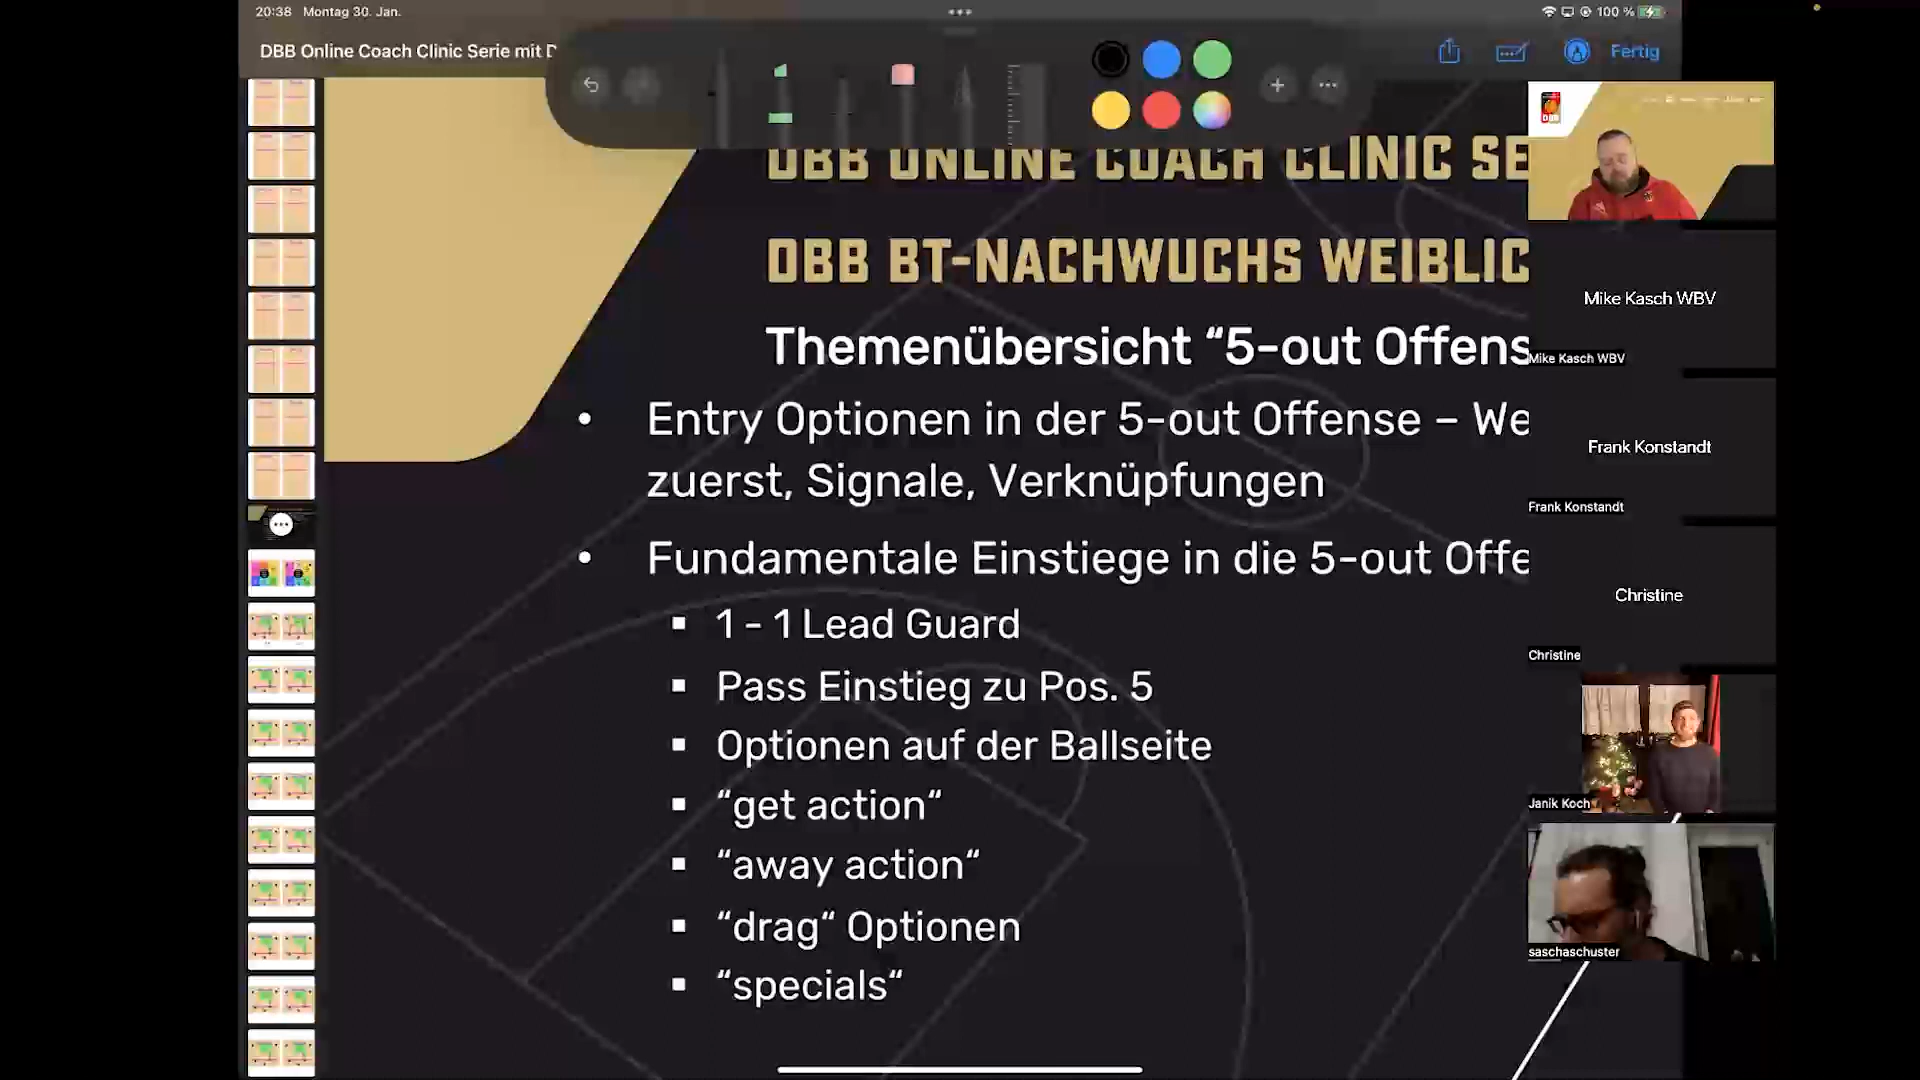 20:38 Montag 30. Jan.
100 %
DBB Online Coach Clinic Serie mit D
Fertig
DBB ONLINE COACH CLINIC SE
DBB BT-NACHWUCHS WEIBLIC
Themenübersicht “5-out Offens
• Entry Optionen in der 5-out Offense – We
zuerst, Signale, Verknüpfungen
• Fundamentale Einstiege in die 5-out Offe
▪ 1 - 1 Lead Guard
▪ Pass Einstieg zu Pos. 5
▪ Optionen auf der Ballseite
▪ “get action“
▪ “away action“
▪ “drag“ Optionen
▪ “specials“
DBB
Mike Kasch WBV
Mike Kasch WBV
Frank Konstandt
Frank Konstandt
Christine
Christine
Janik Koch
saschaschuster